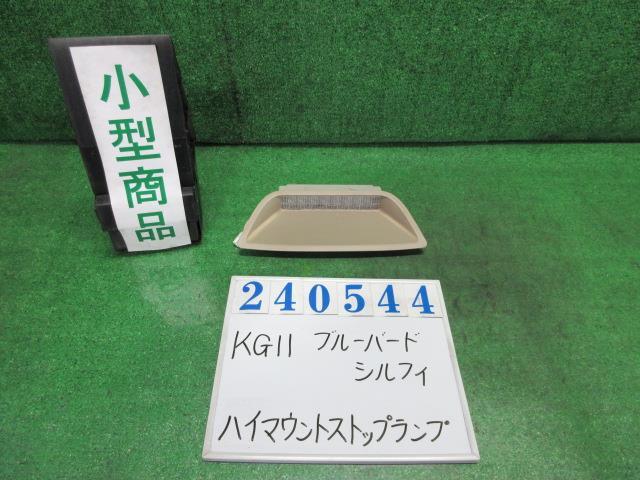 小型商品
240544
KG11 ブルーバード
シルフィ
ハイマウントストップランプ